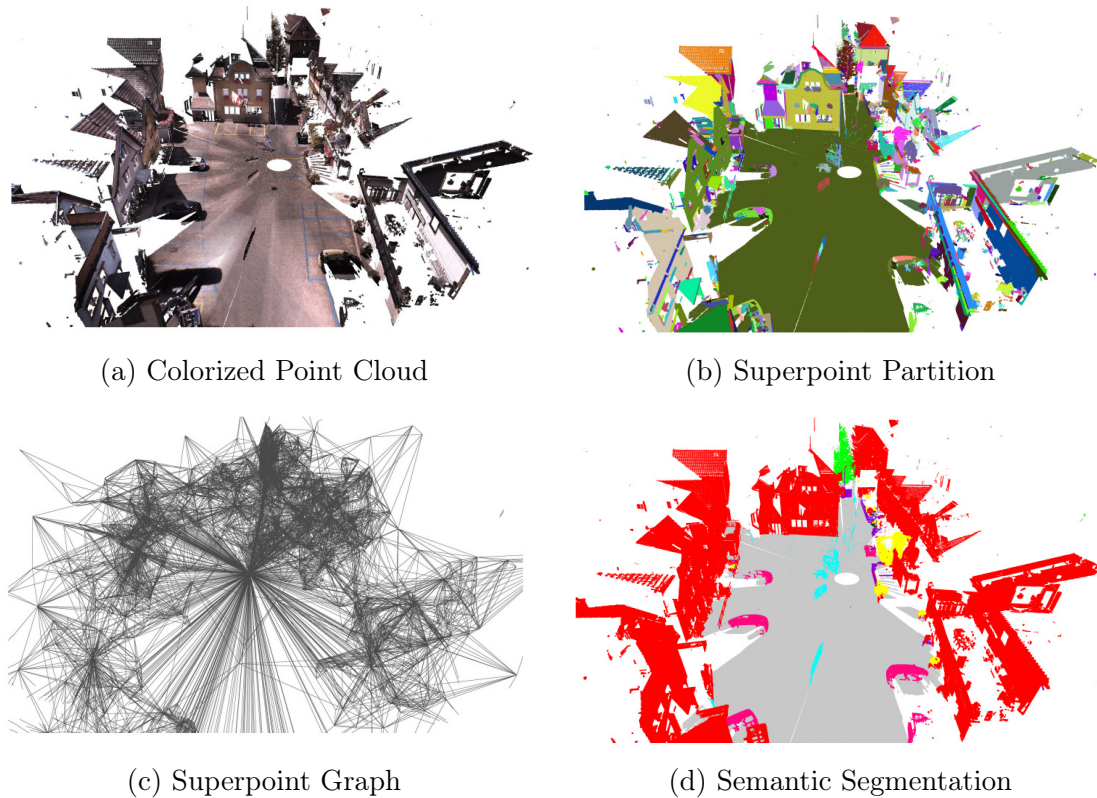 (a) Colorized Point Cloud
(b) Superpoint Partition
(c) Superpoint Graph
(d) Semantic Segmentation